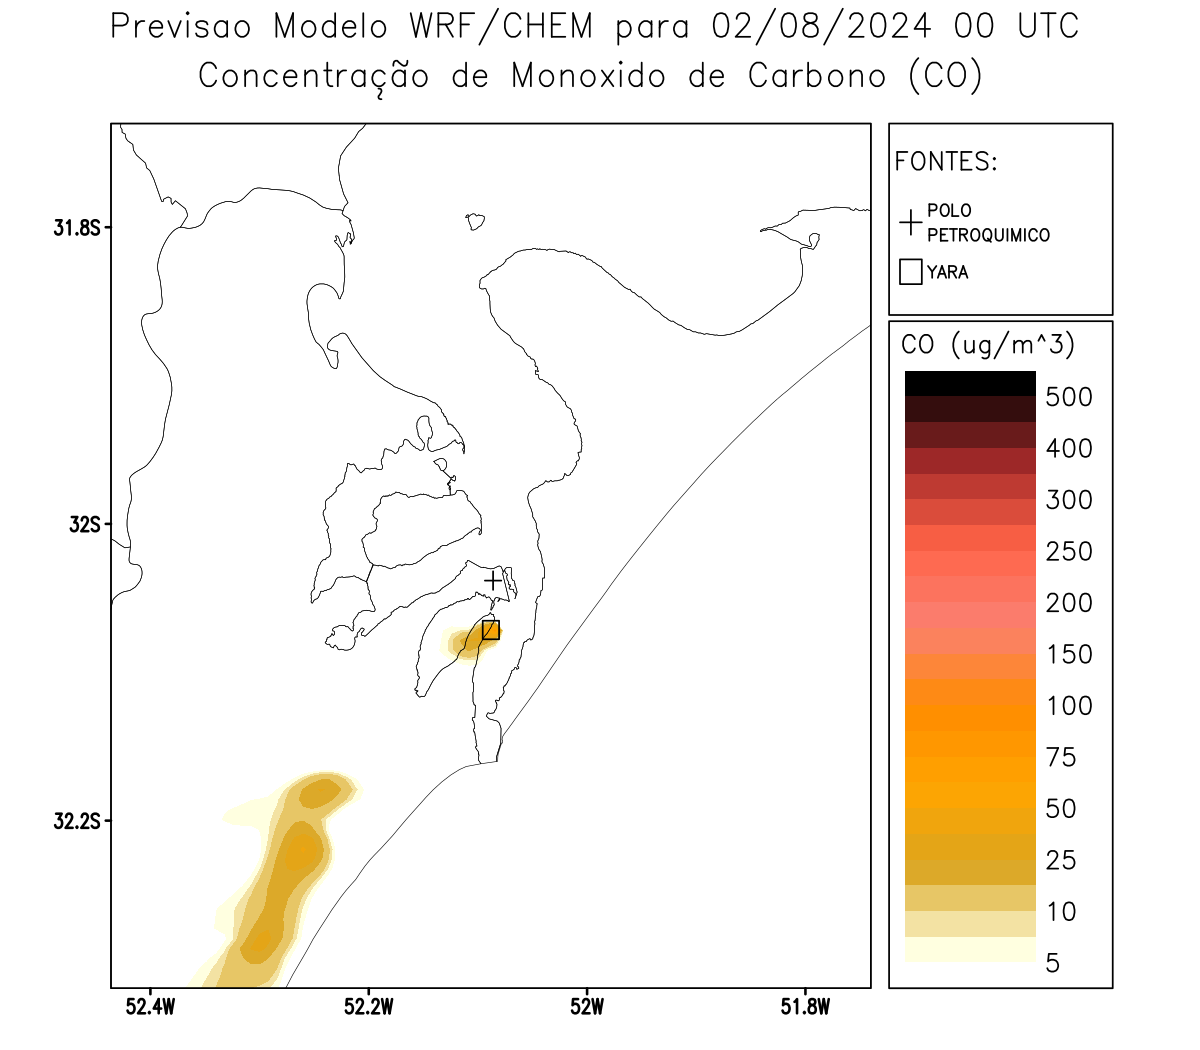 Previsao Modelo WRF/CHEM para 02/08/2024 00 UTC
Concentração de Monoxido de Carbono (CO)
FONTES:
POLO
PETROQUIMICO
YARA
31.8S
32S
32.2S
52.4W
52.2W
52W
51.8W
CO (ug/m^3)
500
400
300
250
200
150
100
75
50
25
10
5